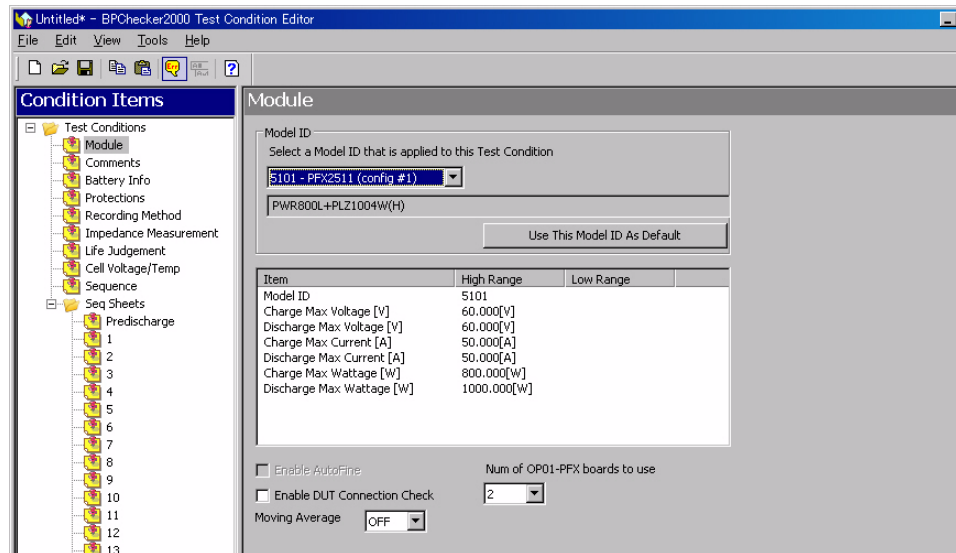 Untitled* - BPChecker2000 Test Condition Editor
File Edit View Tools Help
Err
Condition Items
Test Conditions
Module
Comments
Battery Info
Protections
Recording Method
Impedance Measurement
Life Judgement
Cell Voltage/Temp
Sequence
Seq Sheets
Predischarge
1
2
3
4
5
6
7
8
9
10
11
12
13
Module
Model ID
Select a Model ID that is applied to this Test Condition
5101 - PFX2511 (config #1)
PWR800L+PLZ1004W(H)
Use This Model ID As Default
Item High Range Low Range
Model ID 5101
Charge Max Voltage [V] 60.000[V]
Discharge Max Voltage [V] 60.000[V]
Charge Max Current [A] 50.000[A]
Discharge Max Current [A] 50.000[A]
Charge Max Wattage [W] 800.000[W]
Discharge Max Wattage [W] 1000.000[W]
Enable AutoFine
Num of OP01-PFX boards to use
Enable DUT Connection Check
2
Moving Average OFF